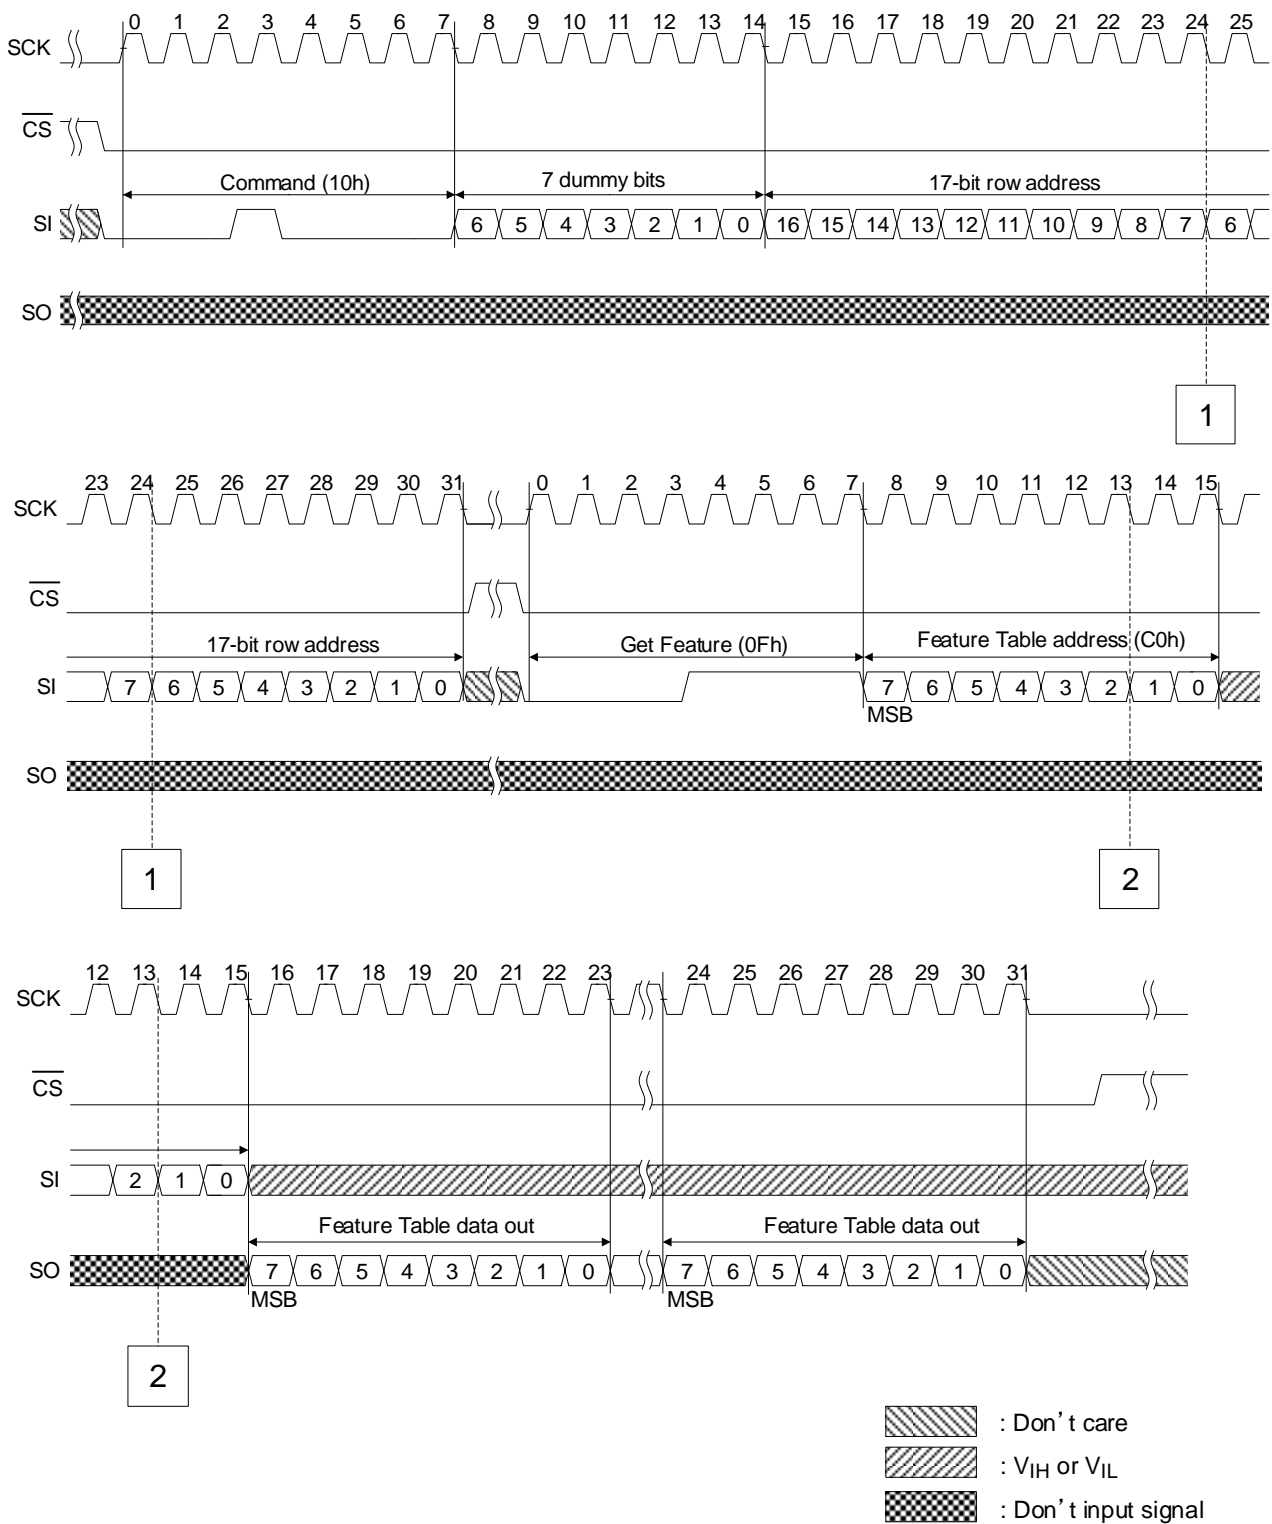 0 1 2 3 4 5 6 7 8 9 10 11 12 13 14 15 16 17 18 19 20 21 22 23 24 25
SCK
CS
Command (10h) 7 dummy bits 17-bit row address
SI 6 5 4 3 2 1 0 16 15 14 13 12 11 10 9 8 7 6
SO
1
23 24 25 26 27 28 29 30 31 0 1 2 3 4 5 6 7 8 9 10 11 12 13 14 15
SCK
CS
17-bit row address Get Feature (0Fh) Feature Table address (C0h)
SI 7 6 5 4 3 2 1 0 7 6 5 4 3 2 1 0
MSB
SO
1 2
12 13 14 15 16 17 18 19 20 21 22 23 24 25 26 27 28 29 30 31
SCK
CS
SI 2 1 0
Feature Table data out Feature Table data out
SO 7 6 5 4 3 2 1 0 7 6 5 4 3 2 1 0
MSB MSB
2
: Don't care
: VIH or VIL
: Don't input signal